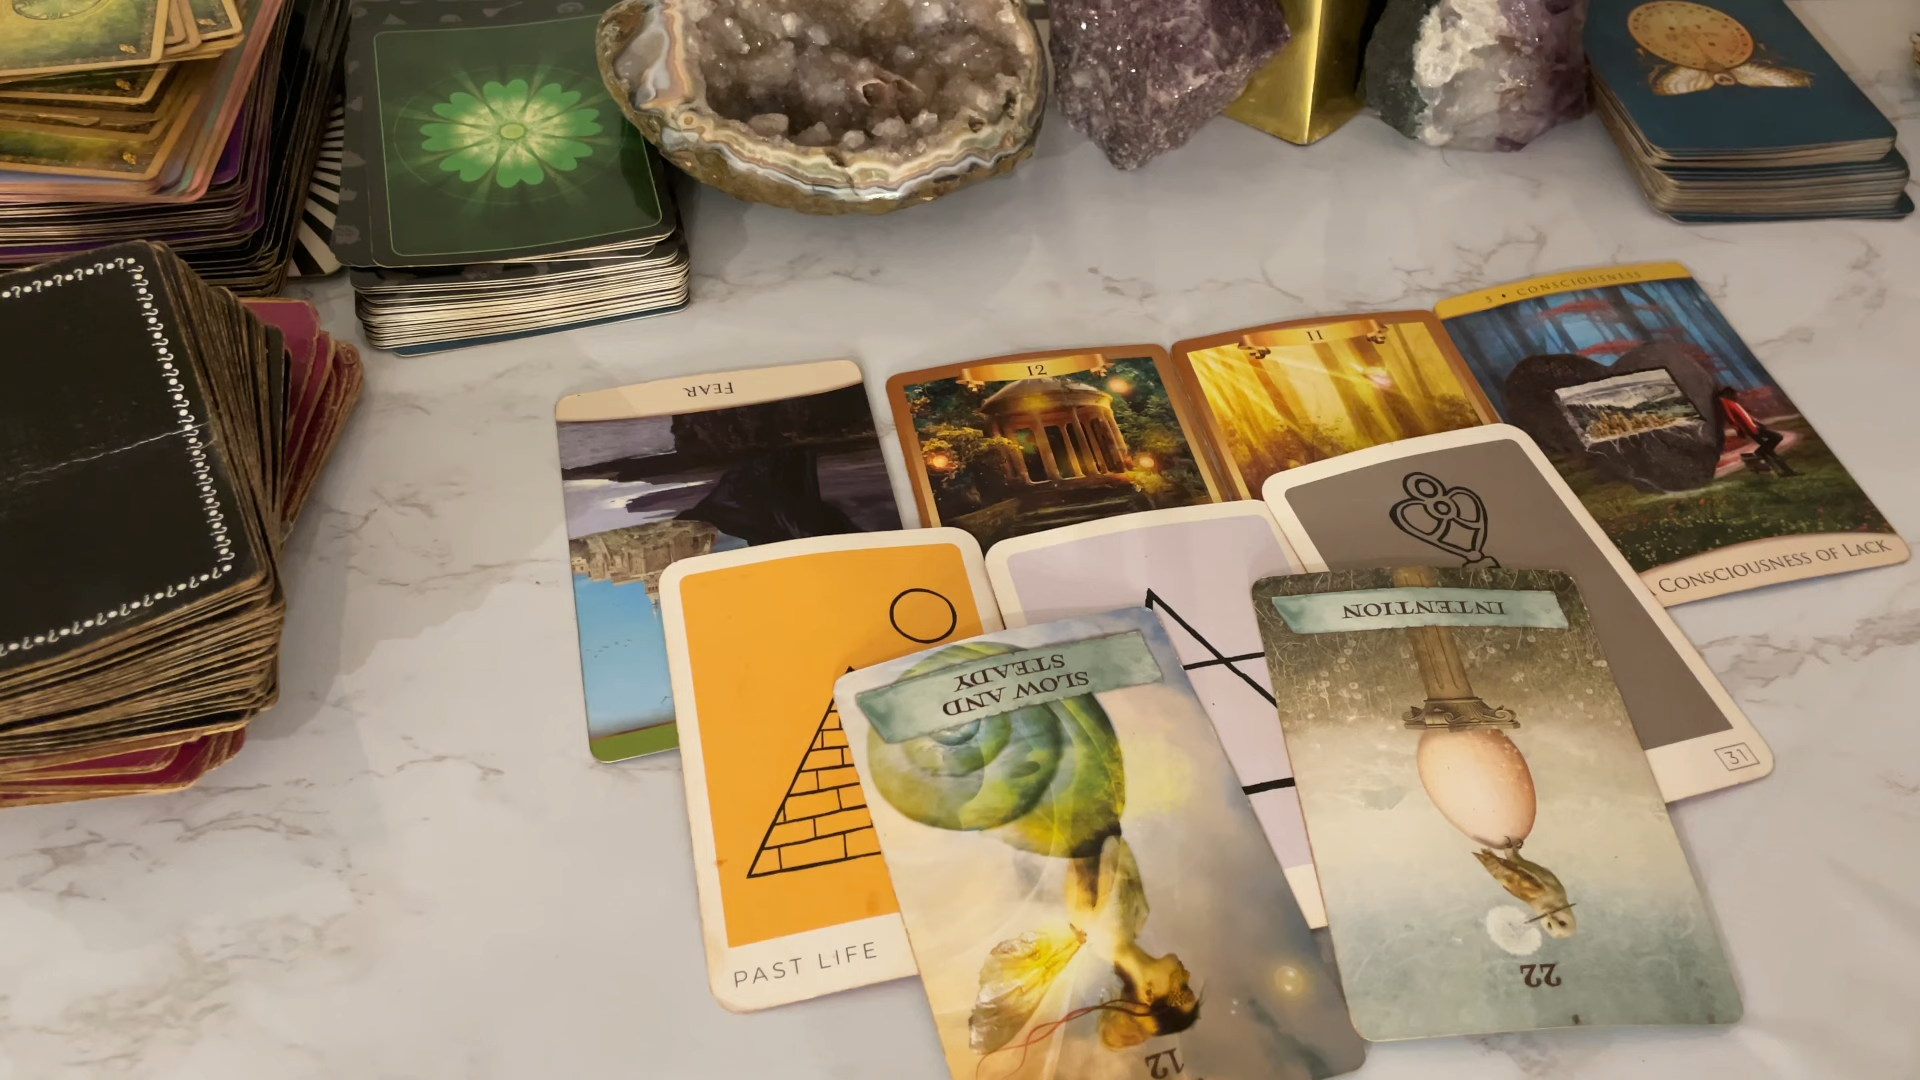 FEAR
12
11
5 • CONSCIOUSNESS
CONSCIOUSNESS OF LACK
31
PAST LIFE
SLOW AND
STEADY
12
INTENTION
22